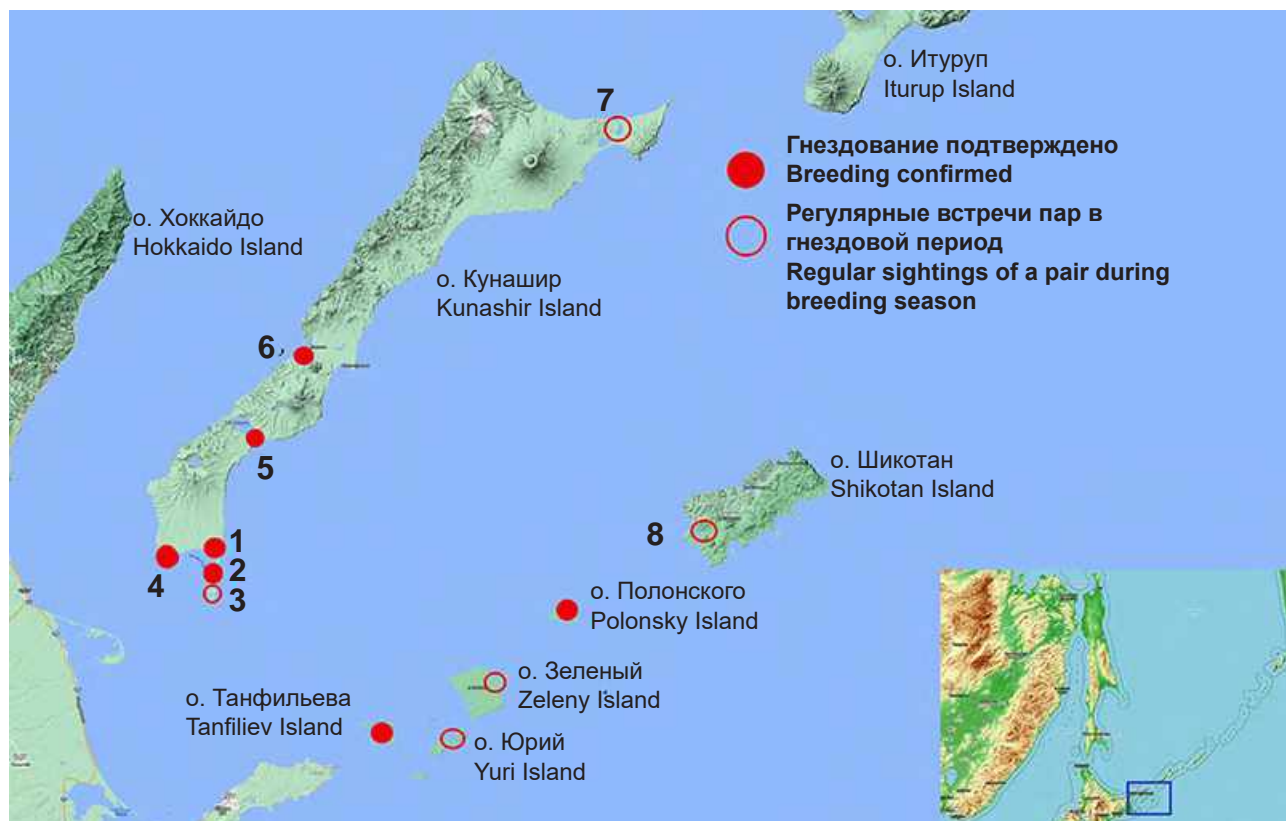 о. Итуруп
Iturup Island
7
Гнездование подтверждено
Breeding confirmed
Регулярные встречи пар в
гнездовой период
Regular sightings of a pair during
breeding season
о. Хоккайдо
Hokkaido Island
о. Кунашир
Kunashir Island
6
5
о. Шикотан
Shikotan Island
8
1
4
2
3
о. Полонского
Polonsky Island
о. Зеленый
Zeleny Island
о. Танфильева
Tanfiliev Island
о. Юрий
Yuri Island